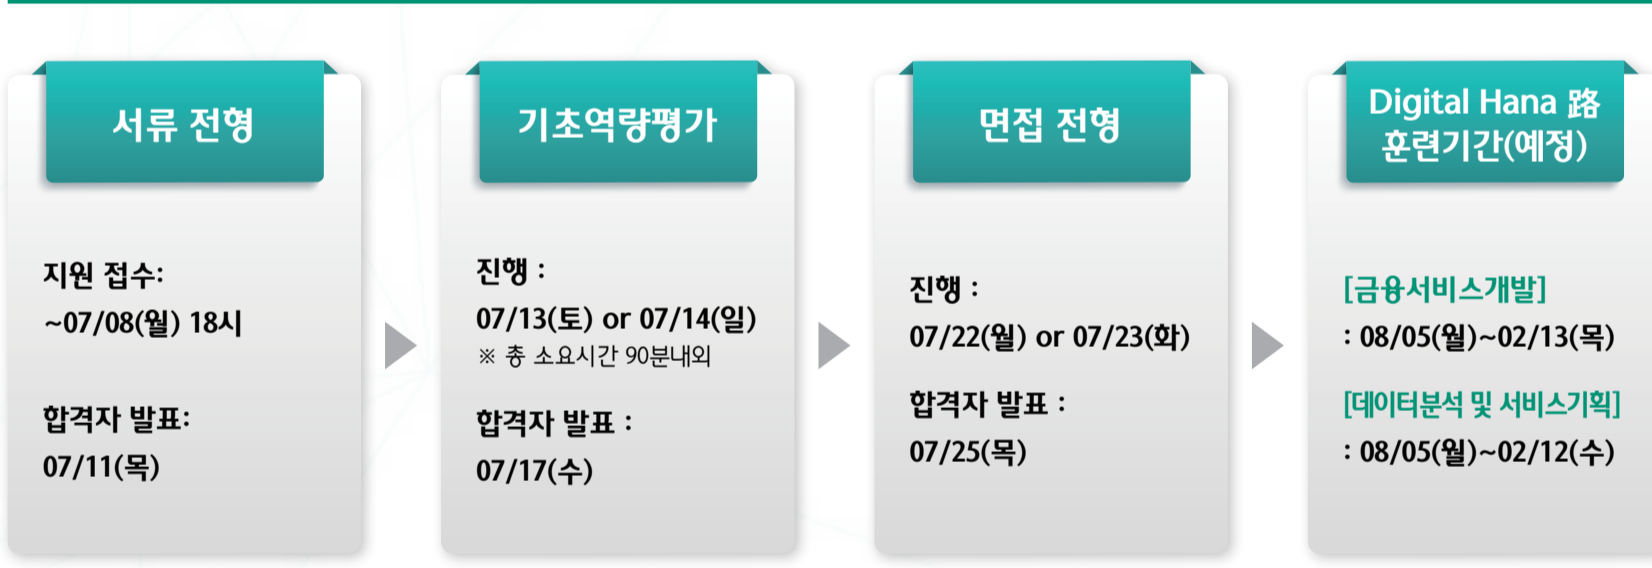 서류 전형
지원 접수:
~07/08(월) 18시
합격자 발표:
07/11(목)
기초역량평가
진행 :
07/13(토) or 07/14(일)
※ 총 소요시간 90분내외
합격자 발표 :
07/17(수)
면접 전형
진행 :
07/22(월) or 07/23(화)
합격자 발표 :
07/25(목)
Digital Hana 路
훈련기간(예정)
[금융서비스개발]
: 08/05(월)~02/13(목)
[데이터분석 및 서비스기획]
: 08/05(월)~02/12(수)